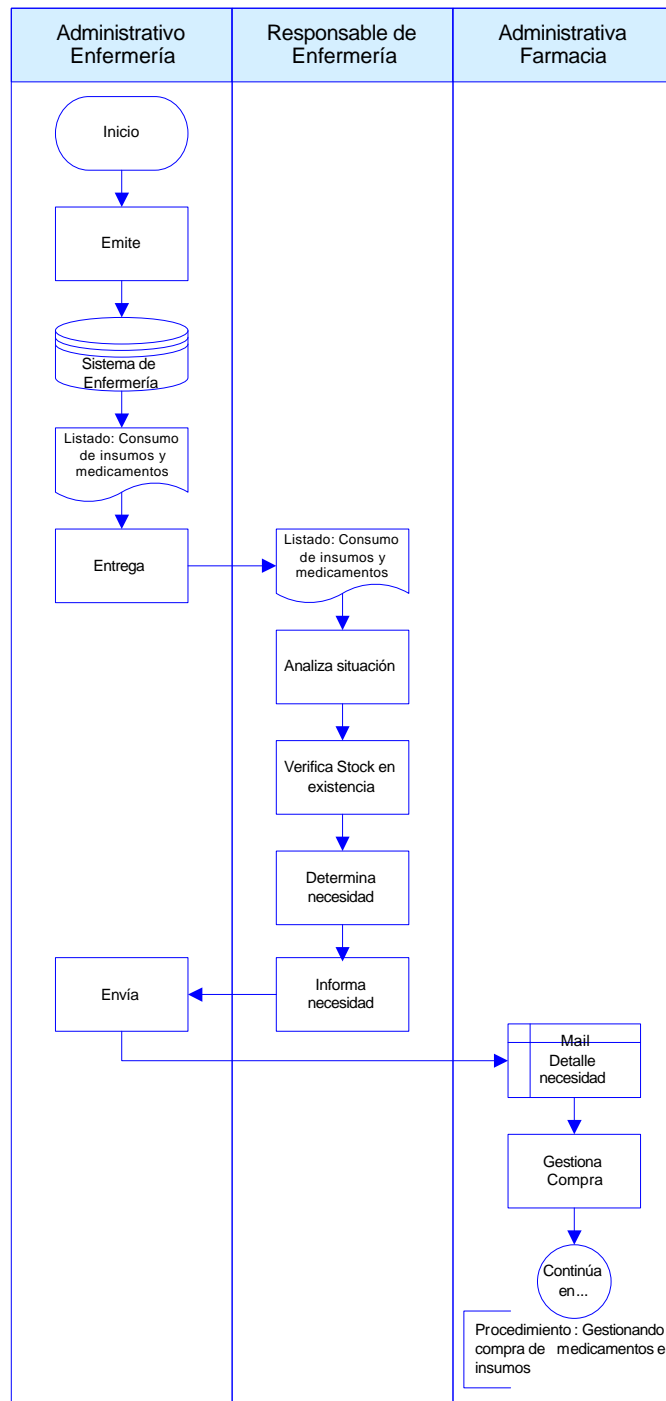 Administrativo
Enfermería
Responsable de
Enfermería
Administrativa
Farmacia
Inicio
Emite
Sistema de
Enfermería
Listado: Consumo
de insumos y
medicamentos
Entrega
Listado: Consumo
de insumos y
medicamentos
Analiza situación
Verifica Stock en
existencia
Determina
necesidad
Informa
necesidad
Envía
Mail
Detalle
necesidad
Gestiona
Compra
Continúa
en...
Procedimiento : Gestionando
compra de medicamentos e
insumos